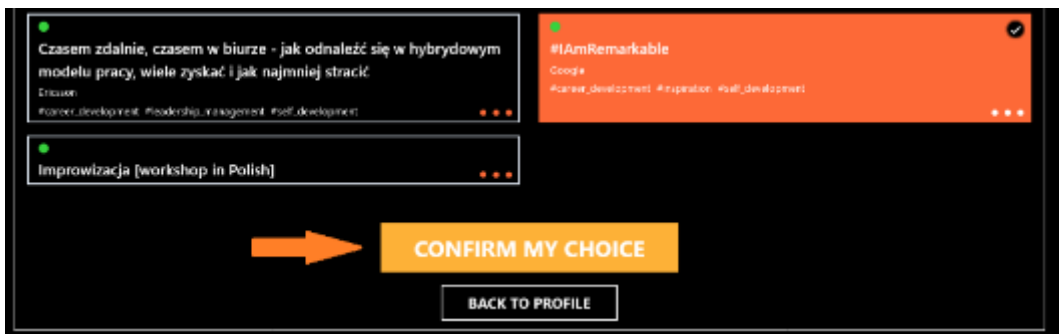 Czasem zdalnie, czasem w biurze - jak odnaleźć się w hybrydowym
modelu pracy, wiele zyskać i jak najmniej stracić
Ericsson
#career_development #leadership_management #self_development
#IAmRemarkable
Google
#career_development #inspiration #self_development
Improwizacja [workshop in Polish]
CONFIRM MY CHOICE
BACK TO PROFILE